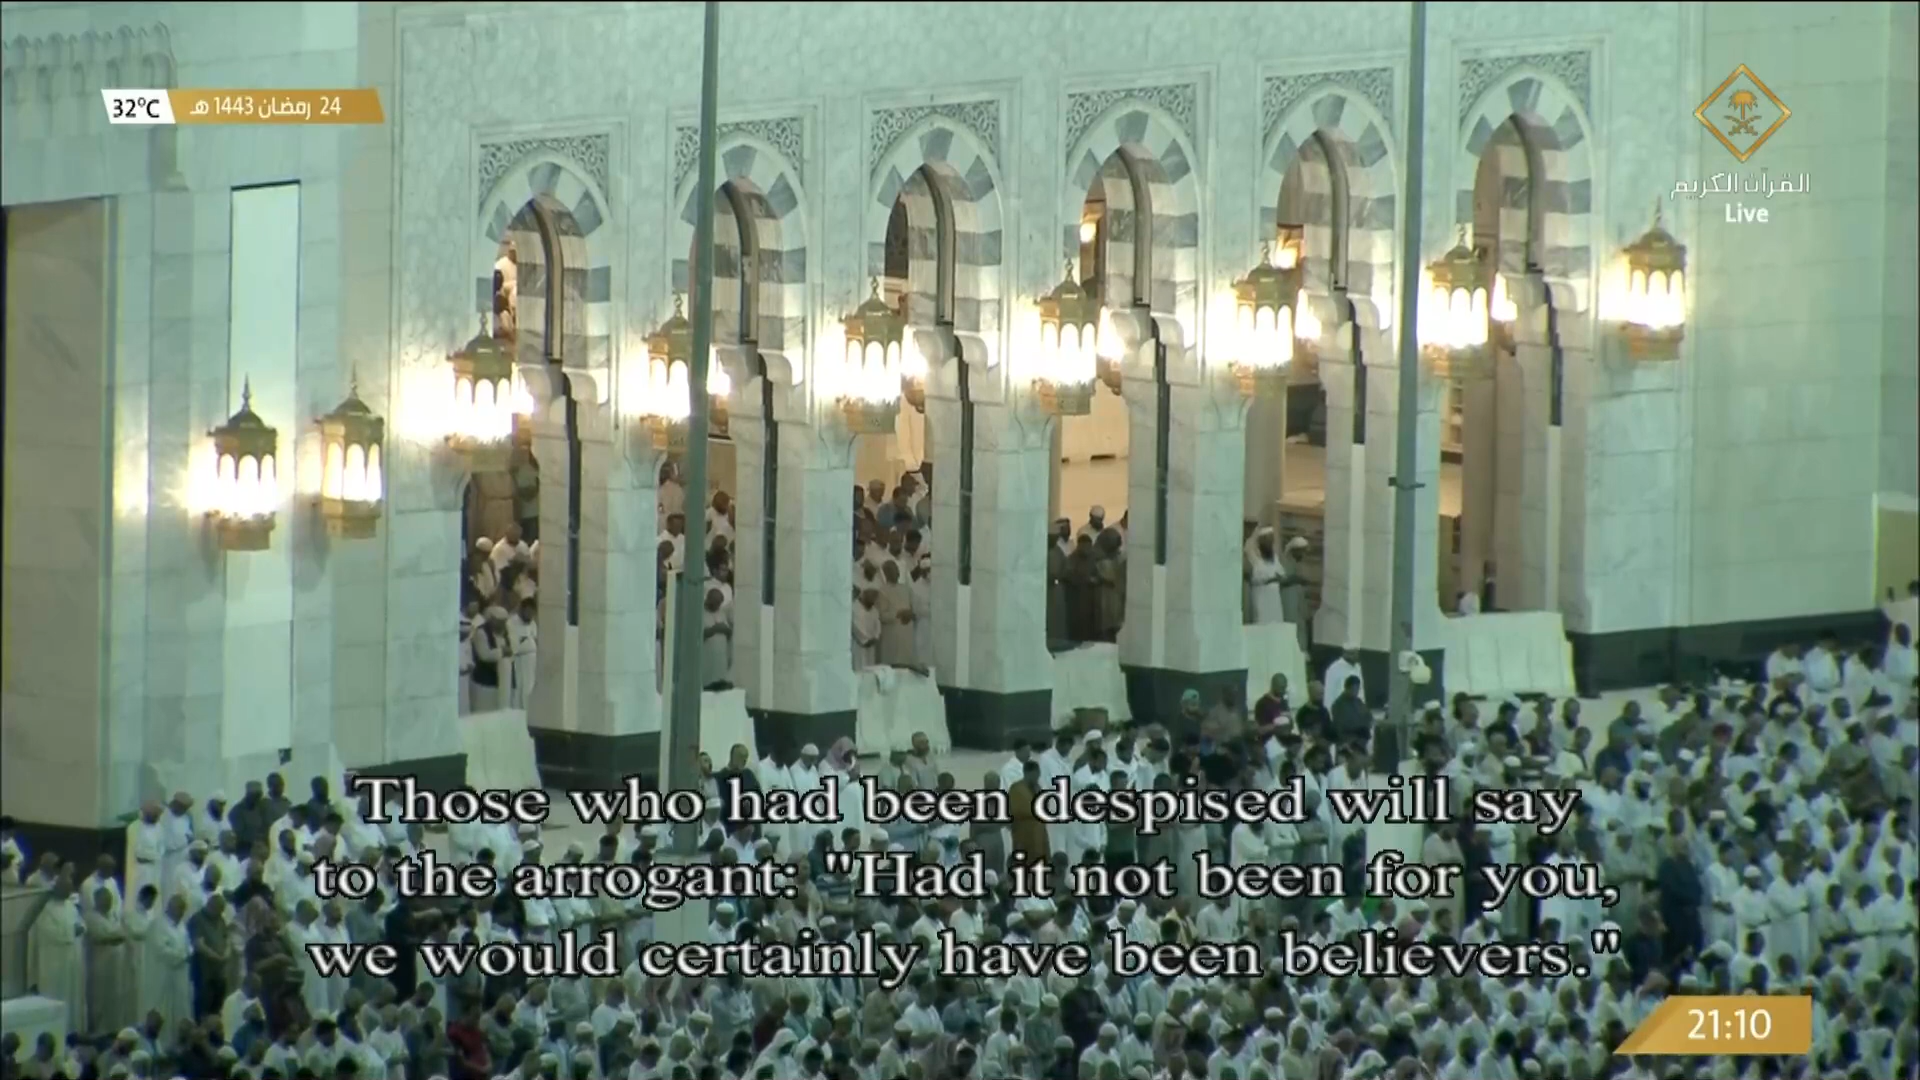 32°C
24 رمضان 1443 هـ
القرآن الكريم
Live
Those who had been despised will say
to the arrogant: "Had it not been for you,
we would certainly have been believers."
21:10